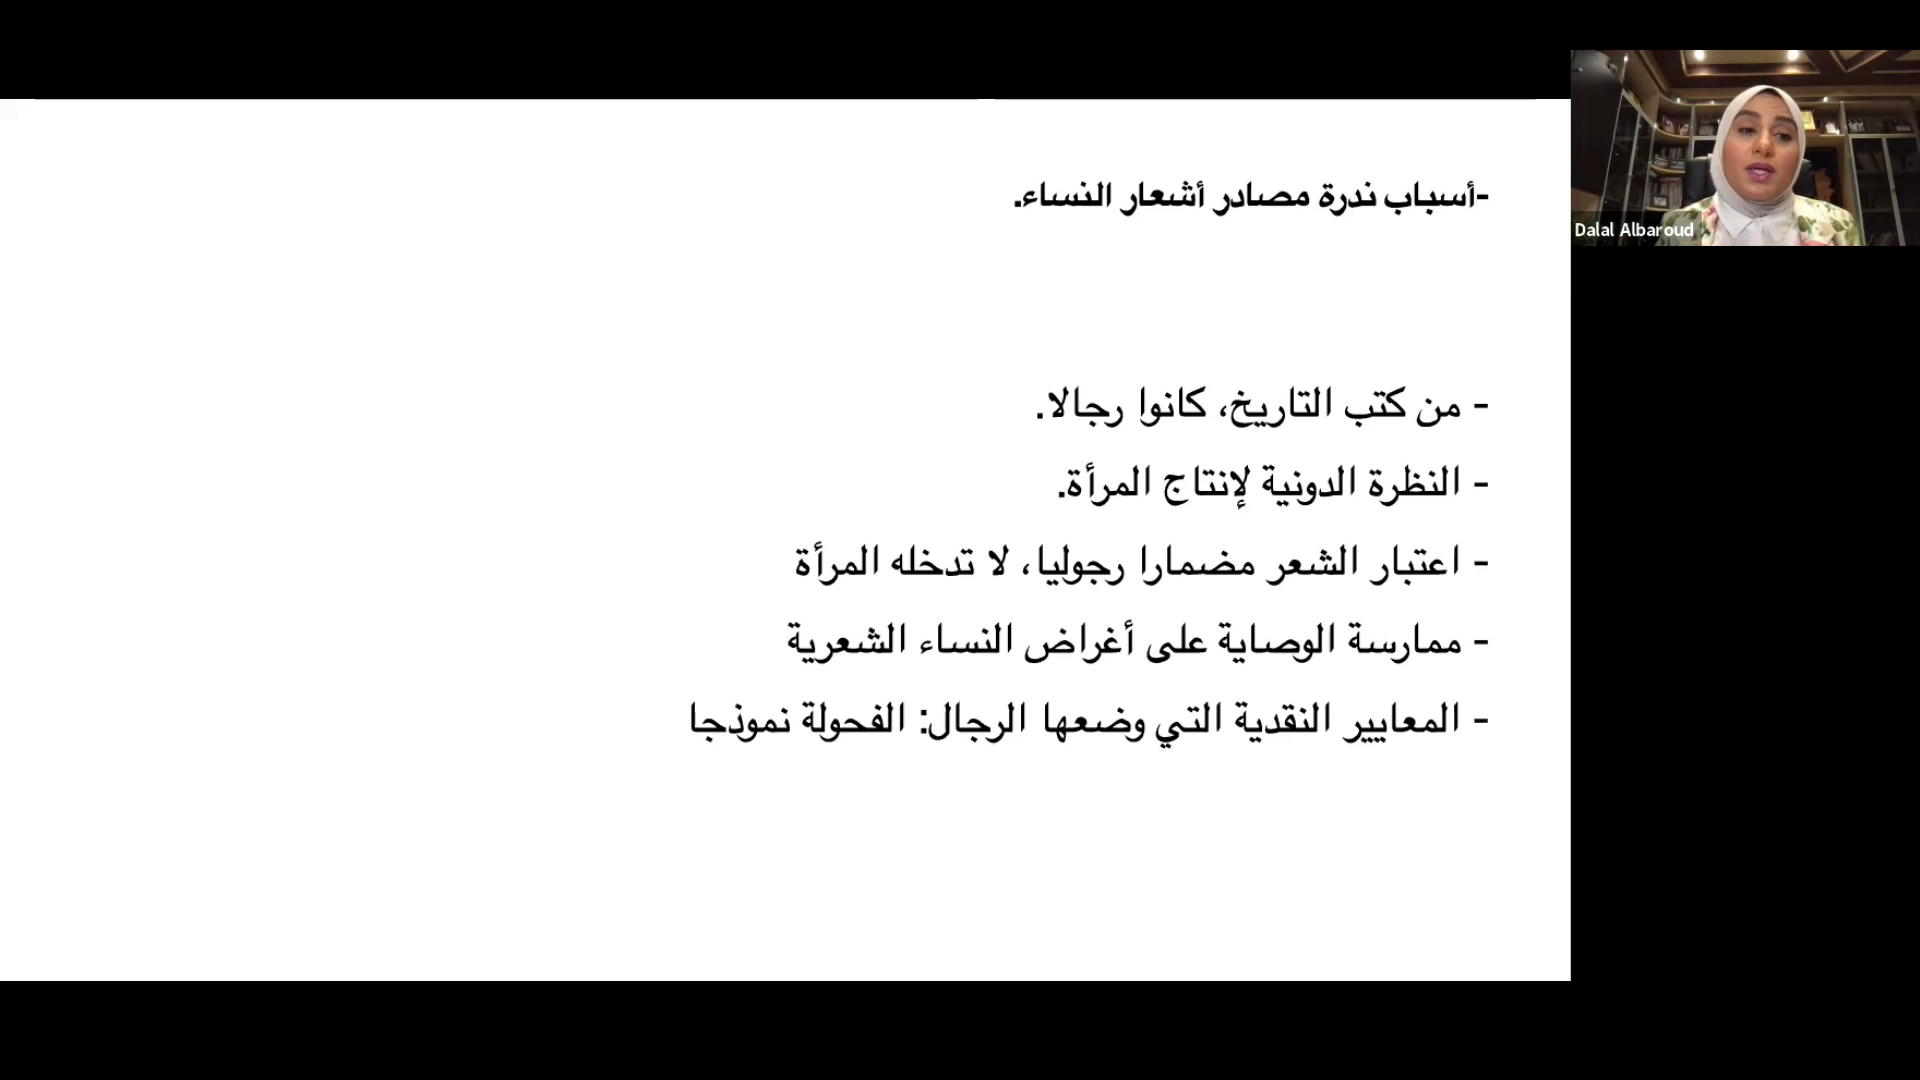 -أسباب ندرة مصادر أشعار النساء.
- من كتب التاريخ، كانوا رجالا.
- النظرة الدونية لإنتاج المرأة.
- اعتبار الشعر مضمارا رجوليا، لا تدخله المرأة
- ممارسة الوصاية على أغراض النساء الشعرية
- المعايير النقدية التي وضعها الرجال: الفحولة نموذجا
Dalal Albaroud